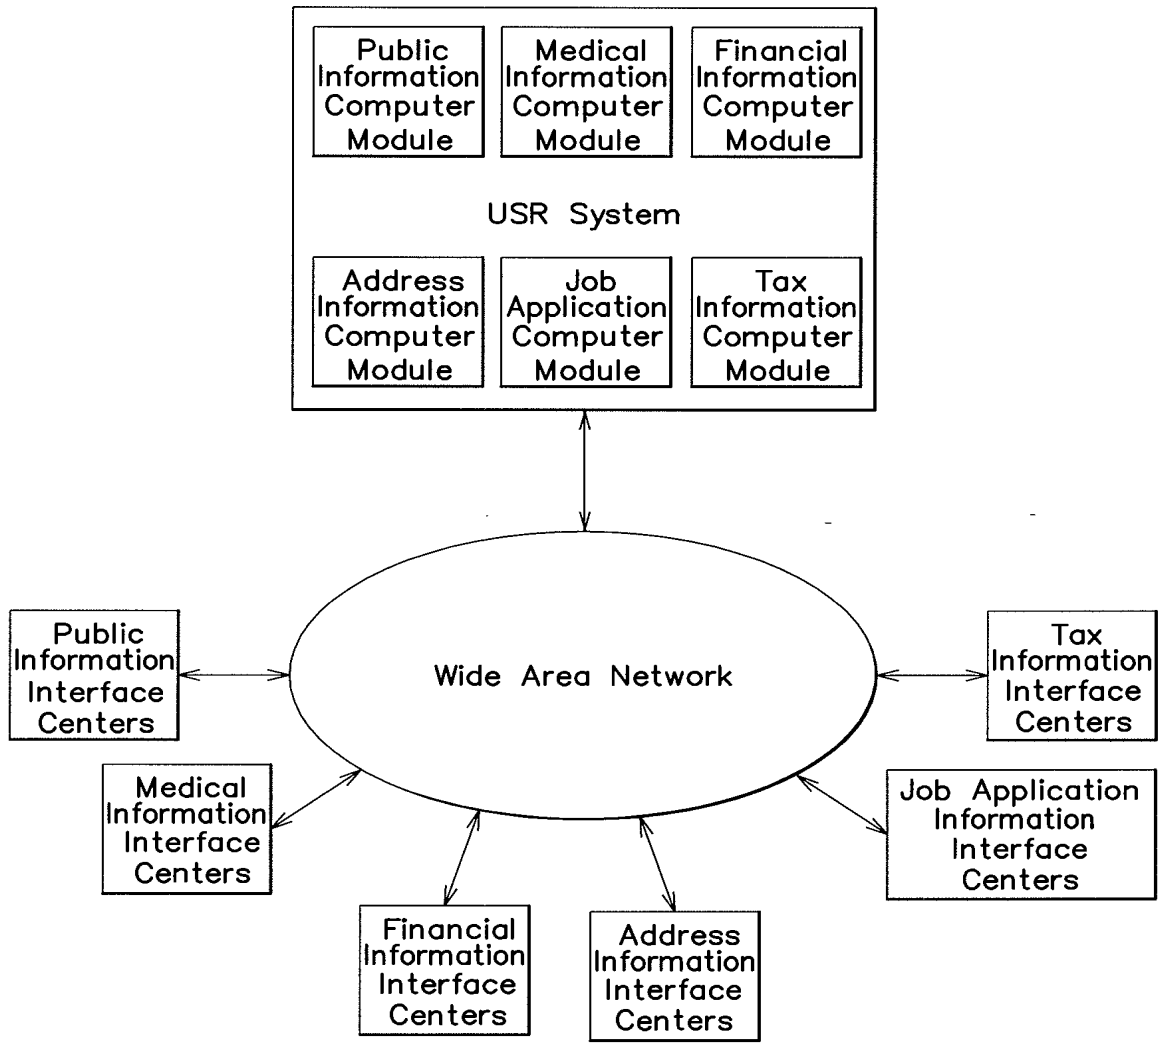 Public
Information
Computer
Module
Medical
Information
Computer
Module
Financial
Information
Computer
Module
USR System
Address
Information
Computer
Module
Job
Application
Computer
Module
Tax
Information
Computer
Module
Wide Area Network
Public
Information
Interface
Centers
Medical
Information
Interface
Centers
Financial
Information
Interface
Centers
Address
Information
Interface
Centers
Job Application
Information
Interface
Centers
Tax
Information
Interface
Centers